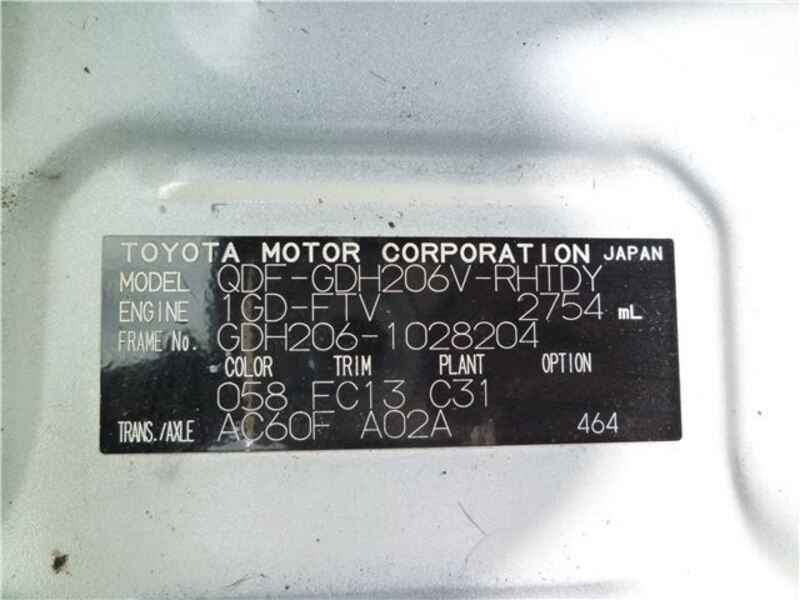 TOYOTA MOTOR CORPORATION JAPAN
MODEL QDF-GDH206V-RHTDY
ENGINE 1GD-FTV 2754 mL
FRAME No. GDH206-1028204
COLOR TRIM PLANT OPTION
058 FC13 C31
TRANS./AXLE AC60F A02A 464